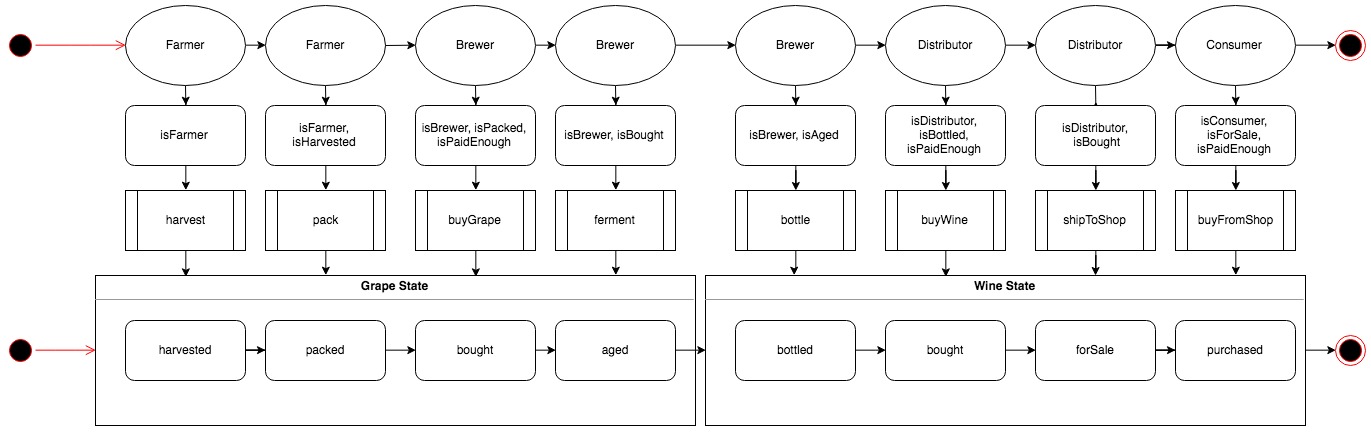 Farmer
Farmer
Brewer
Brewer
Brewer
Distributor
Distributor
Consumer
isFarmer
isFarmer,
isHarvested
isBrewer, isPacked,
isPaidEnough
isBrewer, isBought
isBrewer, isAged
isDistributor,
isBottled,
isPaidEnough
isDistributor,
isBought
isConsumer,
isForSale,
isPaidEnough
harvest
pack
buyGrape
ferment
bottle
buyWine
shipToShop
buyFromShop
Grape State
Wine State
harvested
packed
bought
aged
bottled
bought
forSale
purchased